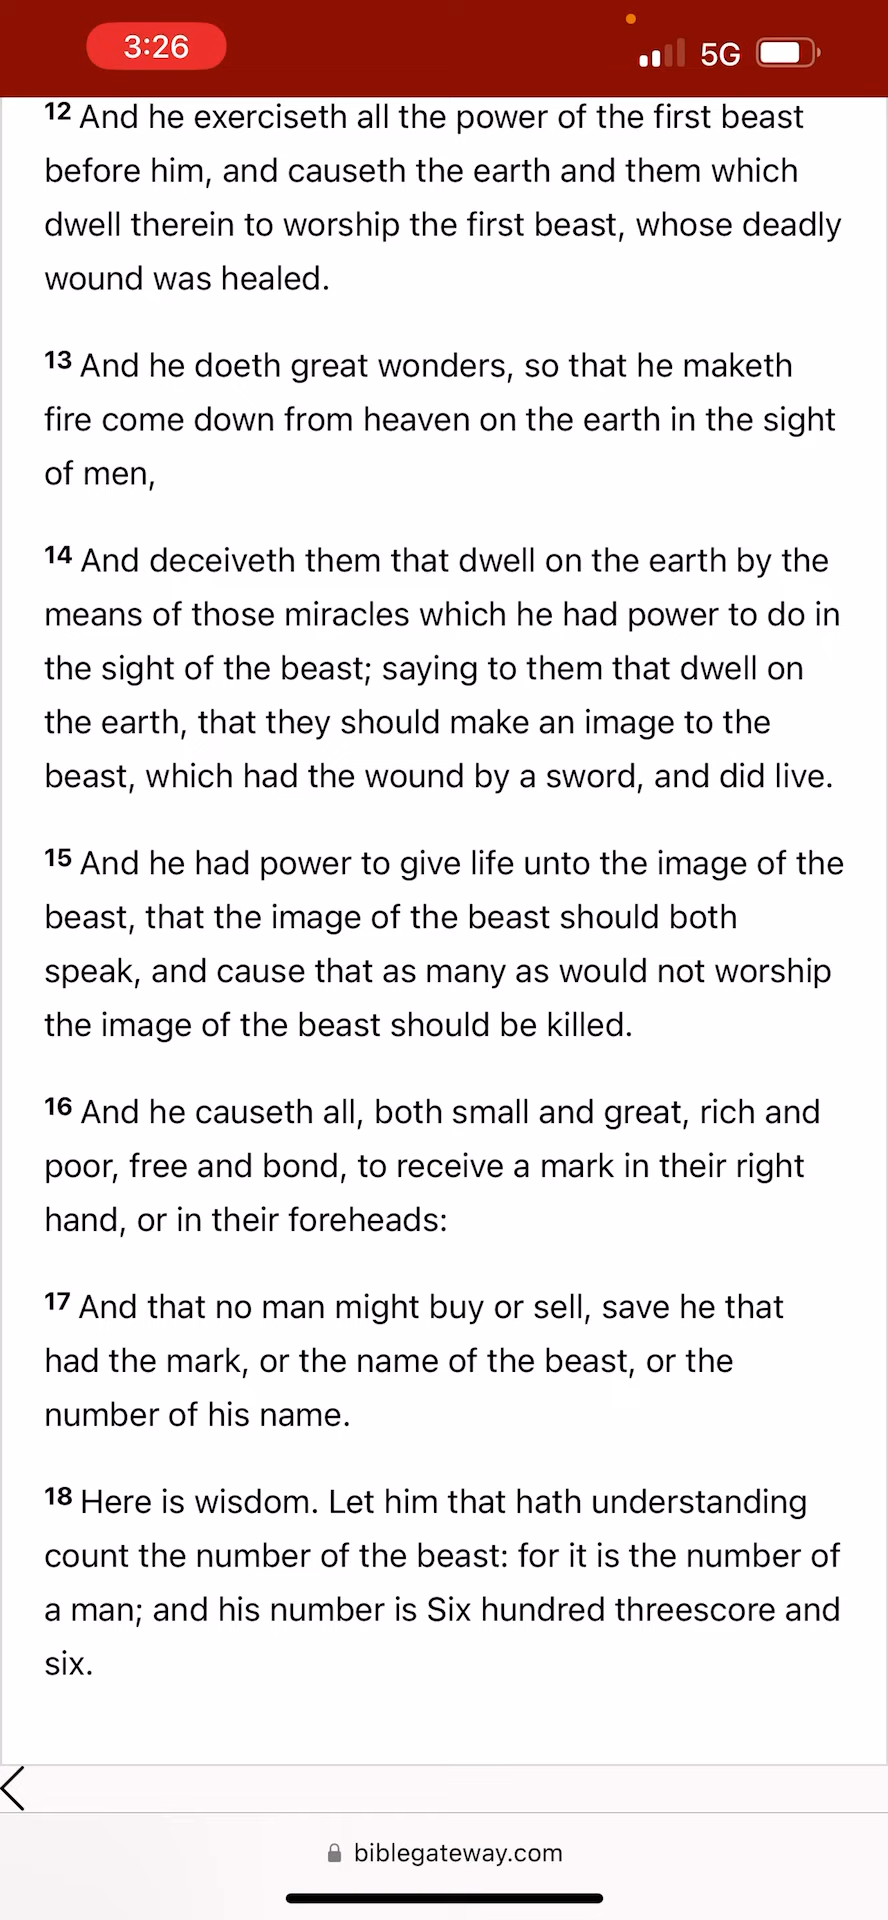 3:26
5G
12 And he exerciseth all the power of the first beast
before him, and causeth the earth and them which
dwell therein to worship the first beast, whose deadly
wound was healed.
13 And he doeth great wonders, so that he maketh
fire come down from heaven on the earth in the sight
of men,
14 And deceiveth them that dwell on the earth by the
means of those miracles which he had power to do in
the sight of the beast; saying to them that dwell on
the earth, that they should make an image to the
beast, which had the wound by a sword, and did live.
15 And he had power to give life unto the image of the
beast, that the image of the beast should both
speak, and cause that as many as would not worship
the image of the beast should be killed.
16 And he causeth all, both small and great, rich and
poor, free and bond, to receive a mark in their right
hand, or in their foreheads:
17 And that no man might buy or sell, save he that
had the mark, or the name of the beast, or the
number of his name.
18 Here is wisdom. Let him that hath understanding
count the number of the beast: for it is the number of
a man; and his number is Six hundred threescore and
six.
biblegateway.com